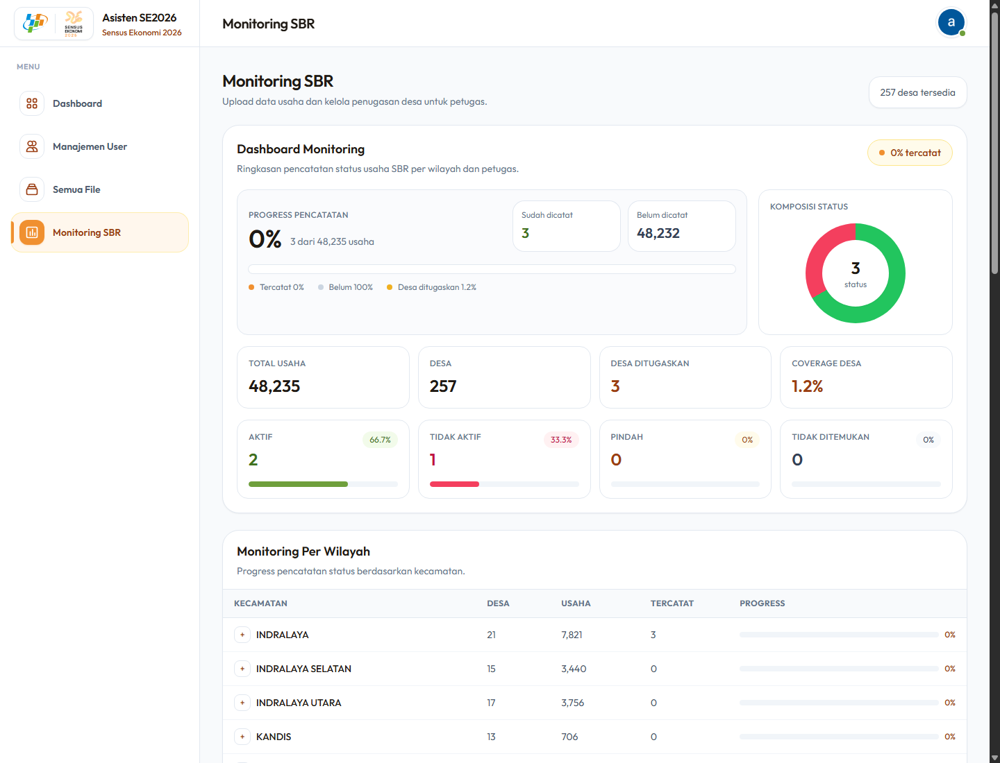 SENSUS
EKONOMI
2026
Asisten SE2026
Sensus Ekonomi 2026
Monitoring SBR
a
MENU
Dashboard
Manajemen User
Semua File
Monitoring SBR
Monitoring SBR
Upload data usaha dan kelola penugasan desa untuk petugas.
257 desa tersedia
Dashboard Monitoring
Ringkasan pencatatan status usaha SBR per wilayah dan petugas.
0% tercatat
PROGRESS PENCATATAN
0% 3 dari 48,235 usaha
Sudah dicatat
3
Belum dicatat
48,232
Tercatat 0% Belum 100% Desa ditugaskan 1.2%
KOMPOSISI STATUS
3
status
TOTAL USAHA
48,235
DESA
257
DESA DITUGASKAN
3
COVERAGE DESA
1.2%
AKTIF 66.7%
2
TIDAK AKTIF 33.3%
1
PINDAH 0%
0
TIDAK DITEMUKAN 0%
0
Monitoring Per Wilayah
Progress pencatatan status berdasarkan kecamatan.
KECAMATAN DESA USAHA TERCATAT PROGRESS
+ INDRALAYA 21 7,821 3 0%
+ INDRALAYA SELATAN 15 3,440 0 0%
+ INDRALAYA UTARA 17 3,756 0 0%
+ KANDIS 13 706 0 0%